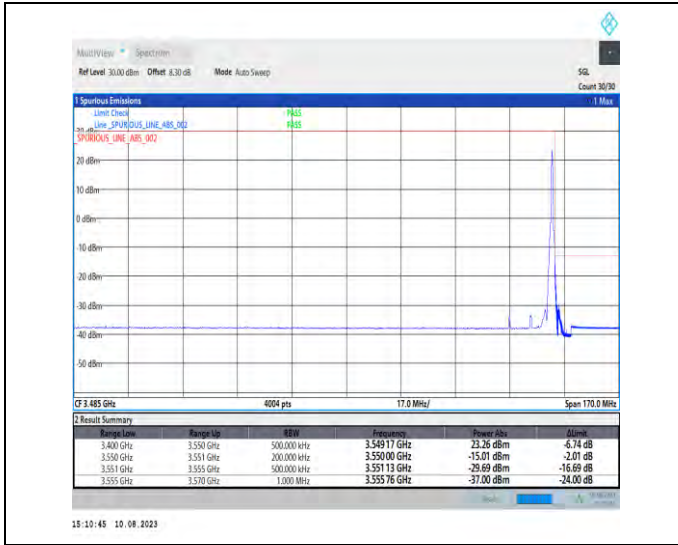 MultiView Spectrum
Ref Level 30.00 dBm Offset 8.30 dB Mode Auto Sweep SGL
Count 30/30
1 Spurious Emissions 1 Max
Limit Check PASS
Line _SPURIOUS_LINE_ABS_002 PASS
30 dBm
_SPURIOUS_LINE_ABS_002
20 dBm
10 dBm
0 dBm
-10 dBm
-20 dBm
-30 dBm
-40 dBm
-50 dBm
CF 3.485 GHz 4004 pts 17.0 MHz/ Span 170.0 MHz
2 Result Summary
Range Low Range Up RBW Frequency Power Abs ΔLimit
3.400 GHz 3.550 GHz 500.000 kHz 3.549 17 GHz 23.26 dBm -6.74 dB
3.550 GHz 3.551 GHz 200.000 kHz 3.550 00 GHz -15.01 dBm -2.01 dB
3.551 GHz 3.555 GHz 500.000 kHz 3.551 13 GHz -29.69 dBm -16.69 dB
3.555 GHz 3.570 GHz 1.000 MHz 3.555 76 GHz -37.00 dBm -24.00 dB
Ready
15:10:45 10.08.2023